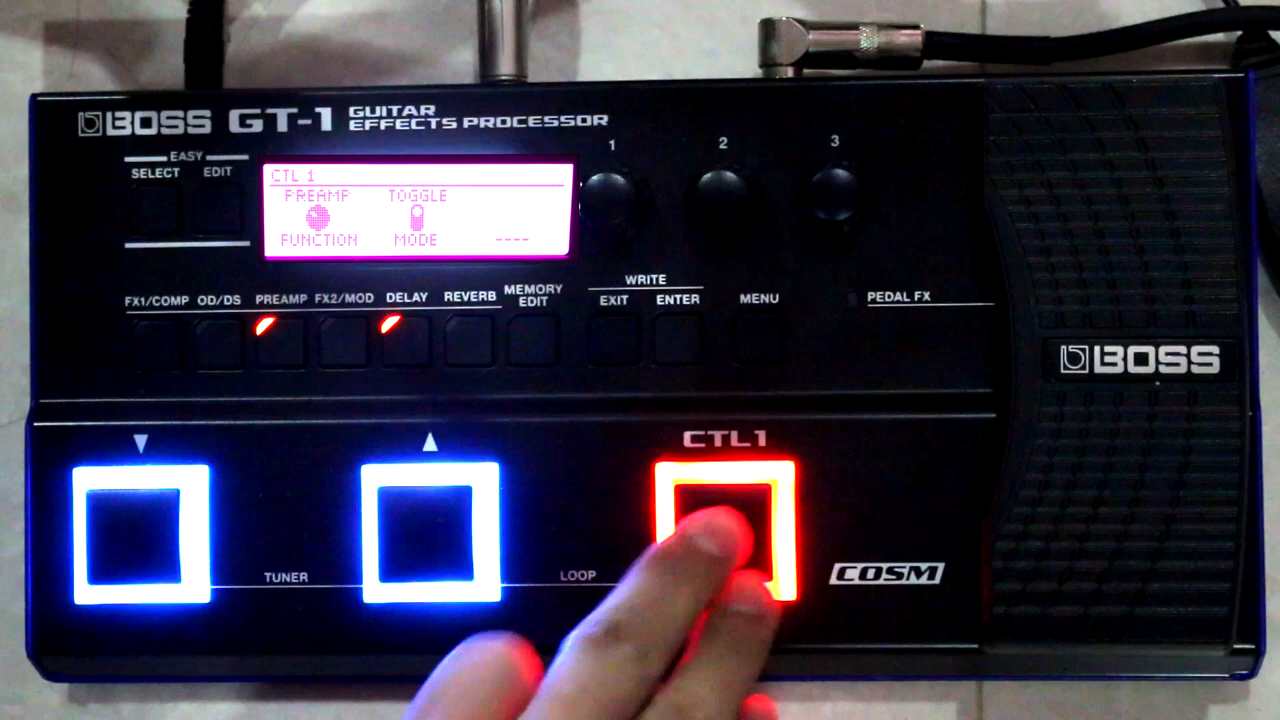 BOSS GT-1 GUITAR EFFECTS PROCESSOR
EASY
SELECT EDIT
1 2 3
CTL 1
PREAMP TOGGLE
FUNCTION MODE ----
FX1/COMP OD/DS PREAMP FX2/MOD DELAY REVERB MEMORY EDIT
WRITE
EXIT ENTER MENU
PEDAL FX
BOSS
CTL1
TUNER LOOP
COSM